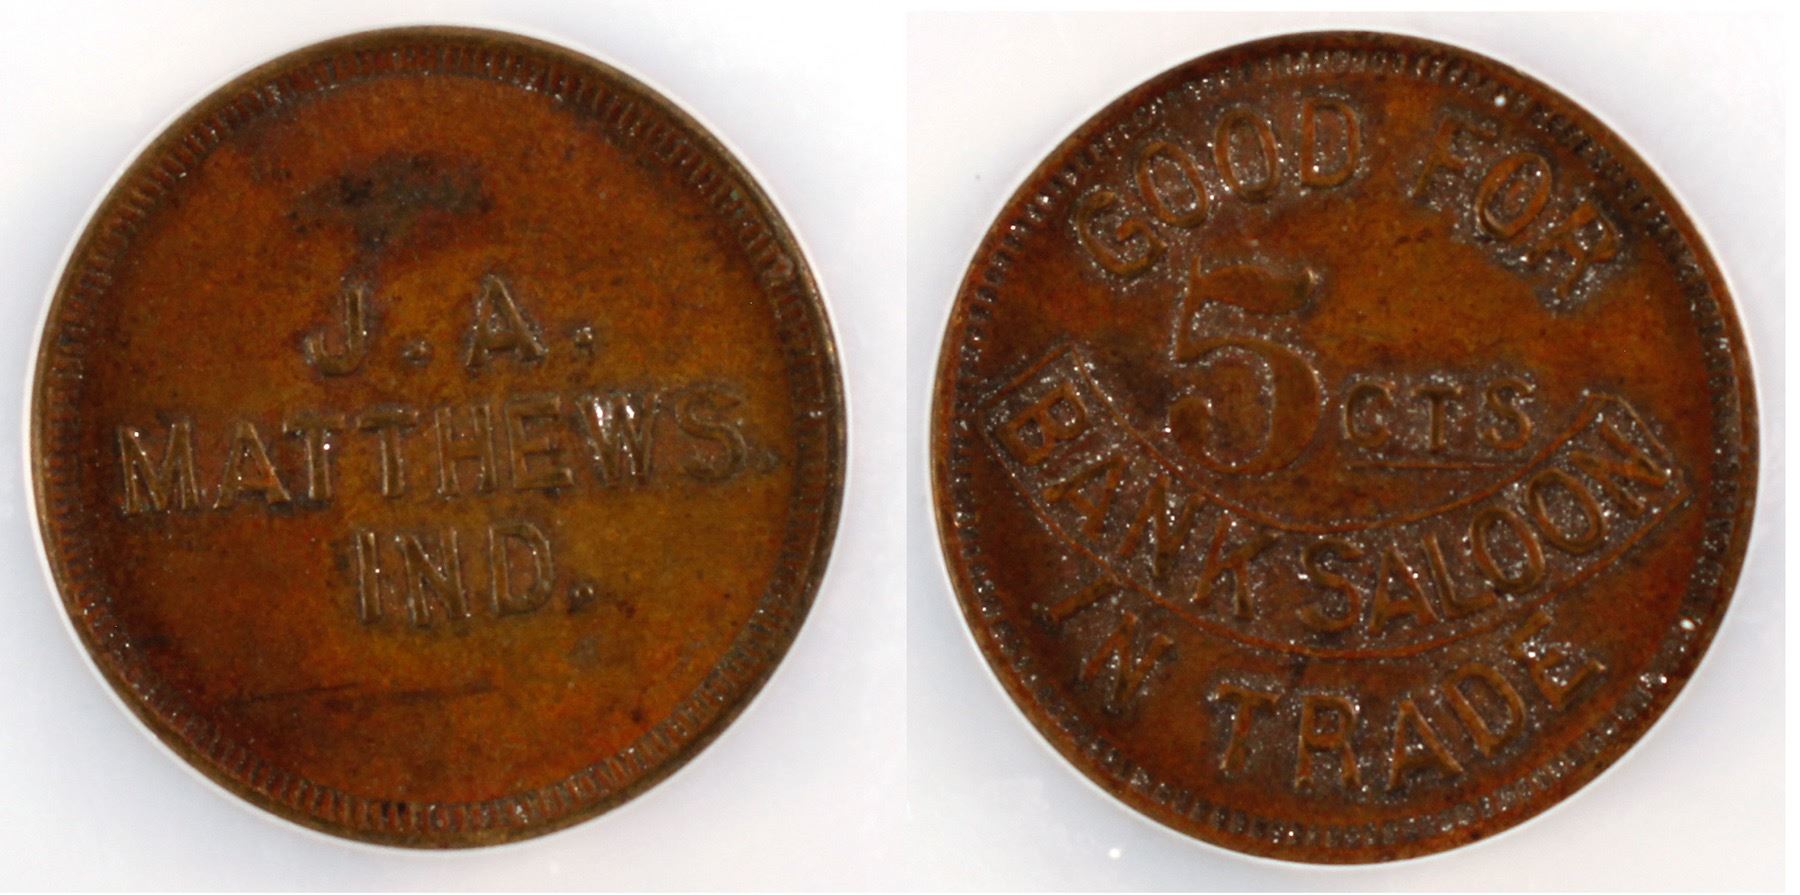 J. A.
MATTHEWS.
IND.
GOOD FOR
5 CTS
BANK SALOON
IN TRADE